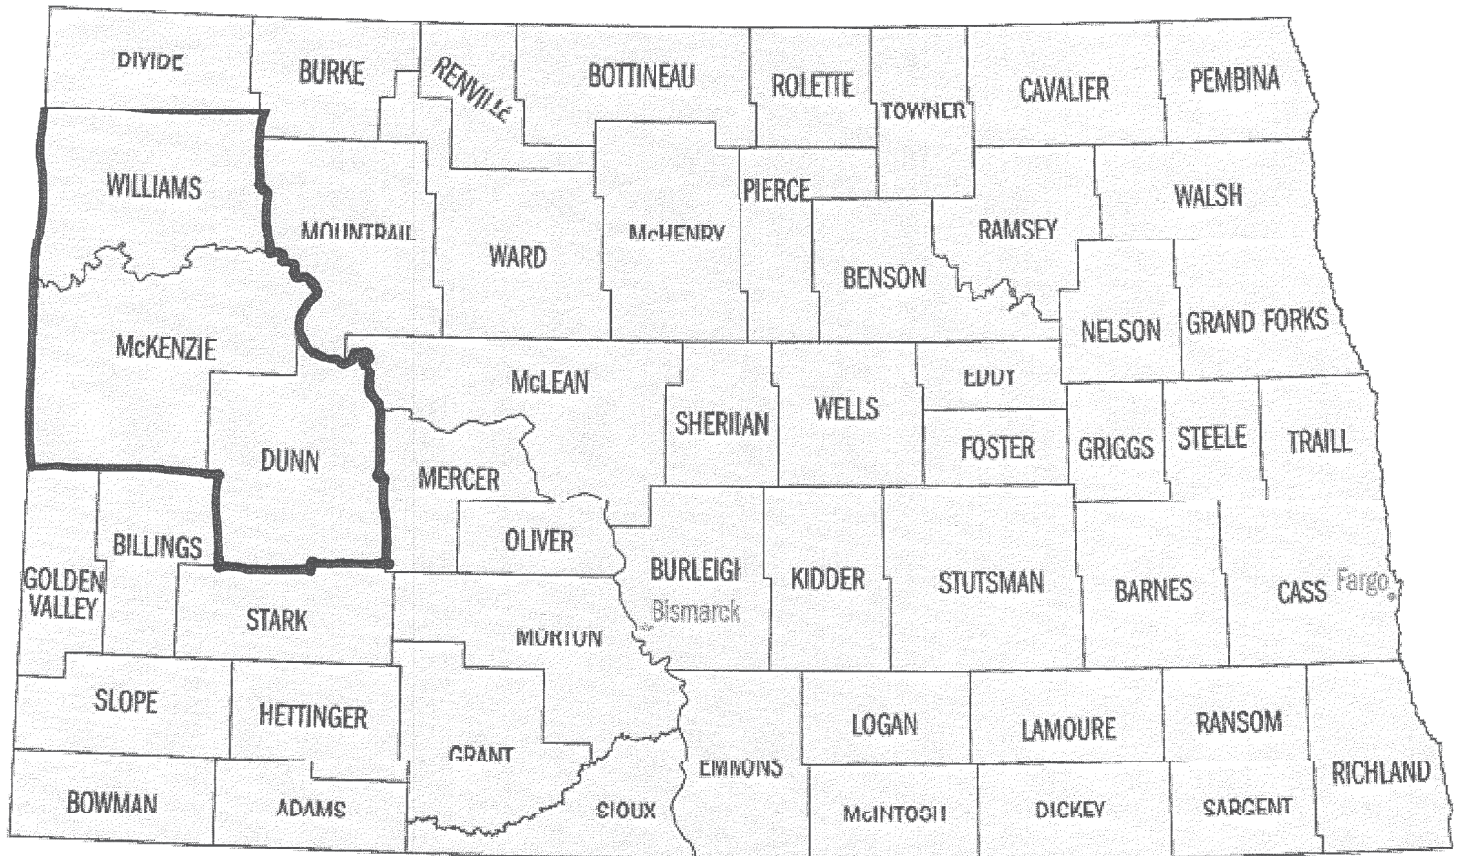 DIVIDE
BURKE
RENVILLE
BOTTINEAU
ROLETTE
TOWNER
CAVALIER
PEMBINA
WILLIAMS
MOUNTRAIL
WARD
McHENRY
PIERCE
BENSON
RAMSEY
WALSH
McKENZIE
McLEAN
SHERIDAN
WELLS
EDDY
FOSTER
NELSON
GRAND FORKS
GRIGGS
STEELE
TRAILL
DUNN
MERCER
OLIVER
BILLINGS
GOLDEN
VALLEY
STARK
MORTON
BURLEIGH
Bismarck
KIDDER
STUTSMAN
BARNES
CASS
Fargo
SLOPE
HETTINGER
GRANT
EMMONS
LOGAN
LAMOURE
RANSOM
RICHLAND
BOWMAN
ADAMS
SIOUX
McINTOSH
DICKEY
SARGENT